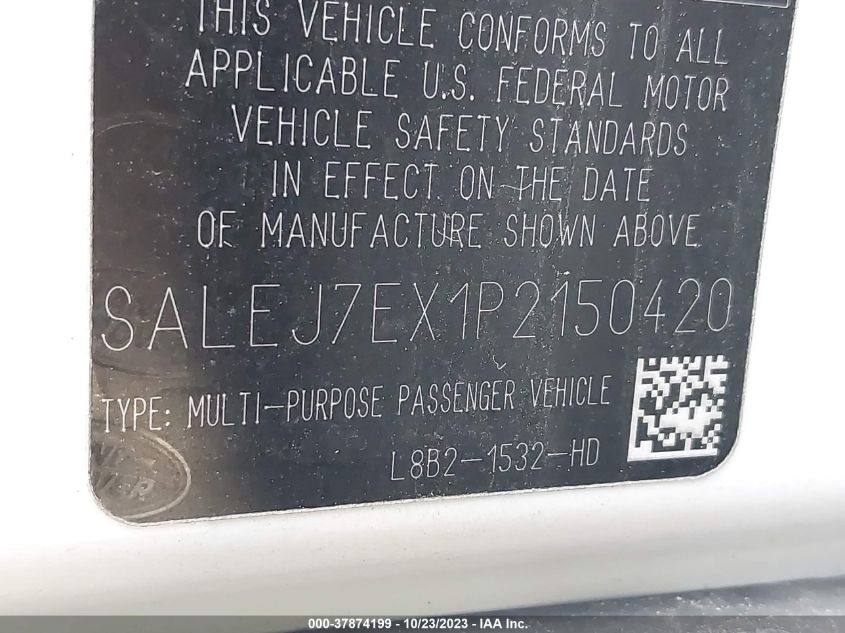 THIS VEHICLE CONFORMS TO ALL
APPLICABLE U.S. FEDERAL MOTOR
VEHICLE SAFETY STANDARDS
IN EFFECT ON THE DATE
OF MANUFACTURE SHOWN ABOVE
SALEJ7EX1P2150420
TYPE: MULTI-PURPOSE PASSENGER VEHICLE
L8B2-1532-HD
000-37874199 - 10/23/2023 - IAA Inc.